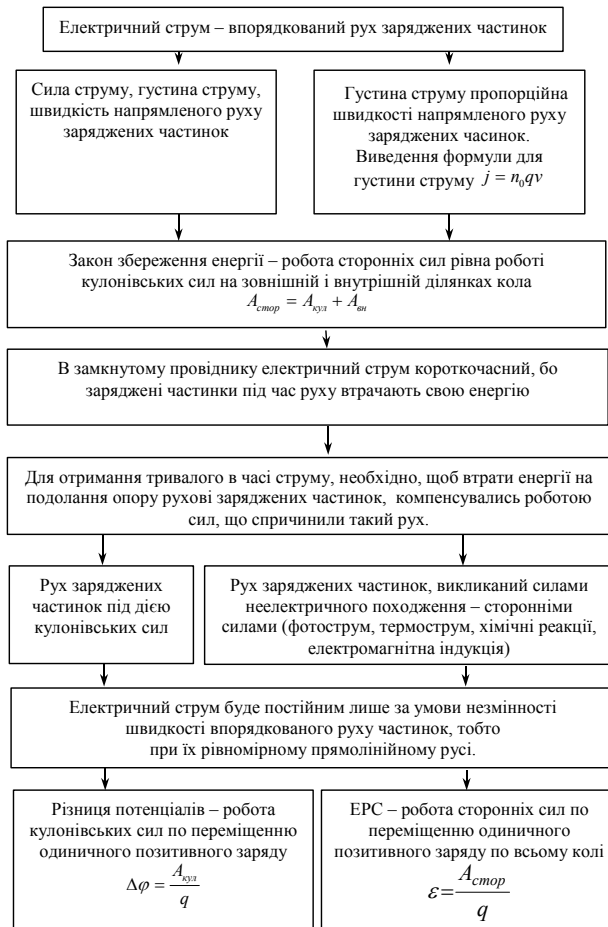 Електричний струм – впорядкований рух заряджених частинок
Сила струму, густина струму,
швидкість напрямленого руху
заряджених частинок
Густина струму пропорційна
швидкості напрямленого руху
заряджених часинок.
Виведення формули для
густини струму j = n₀qv
Закон збереження енергії – робота сторонніх сил рівна роботі
кулонівських сил на зовнішній і внутрішній ділянках кола
A_стор = A_кул + A_вн
В замкнутому провіднику електричний струм короткочасний, бо
заряджені частинки під час руху втрачають свою енергію
Для отримання тривалого в часі струму, необхідно, щоб втрати енергії на
подолання опору рухові заряджених частинок, компенсувались роботою
сил, що спричинили такий рух.
Рух заряджених
частинок під дією
кулонівських сил
Рух заряджених частинок, викликаний силами
неелектричного походження – сторонніми
силами (фотострум, термострум, хімічні реакції,
електромагнітна індукція)
Електричний струм буде постійним лише за умови незмінності
швидкості впорядкованого руху частинок, тобто
при їх рівномірному прямолінійному русі.
Різниця потенціалів – робота
кулонівських сил по переміщенню
одиничного позитивного заряду
Δφ = A_кул / q
ЕРС – робота сторонніх сил по
переміщенню одиничного
позитивного заряду по всьому колі
ε = A_стор / q